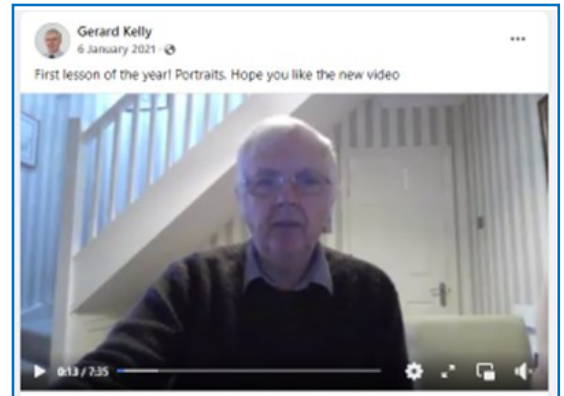 Gerard Kelly
6 January 2021 ·
First lesson of the year! Portraits. Hope you like the new video
0:13 / 7:35